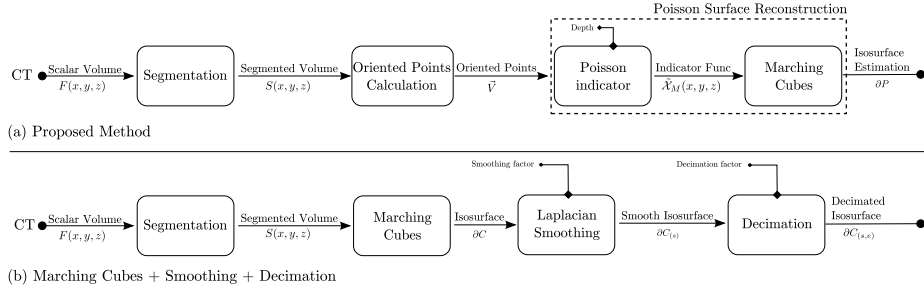 Poisson Surface Reconstruction
Depth
CT
Scalar Volume
F(x, y, z)
Segmentation
Segmented Volume
S(x, y, z)
Oriented Points
Calculation
Oriented Points
V⃗
Poisson
indicator
Indicator Func
χ̃_M(x, y, z)
Marching
Cubes
Isosurface
Estimation
∂P
(a) Proposed Method
Smoothing factor
Decimation factor
CT
Scalar Volume
F(x, y, z)
Segmentation
Segmented Volume
S(x, y, z)
Marching
Cubes
Isosurface
∂C
Laplacian
Smoothing
Smooth Isosurface
∂C_(s)
Decimation
Decimated
Isosurface
∂C_(s,e)
(b) Marching Cubes + Smoothing + Decimation